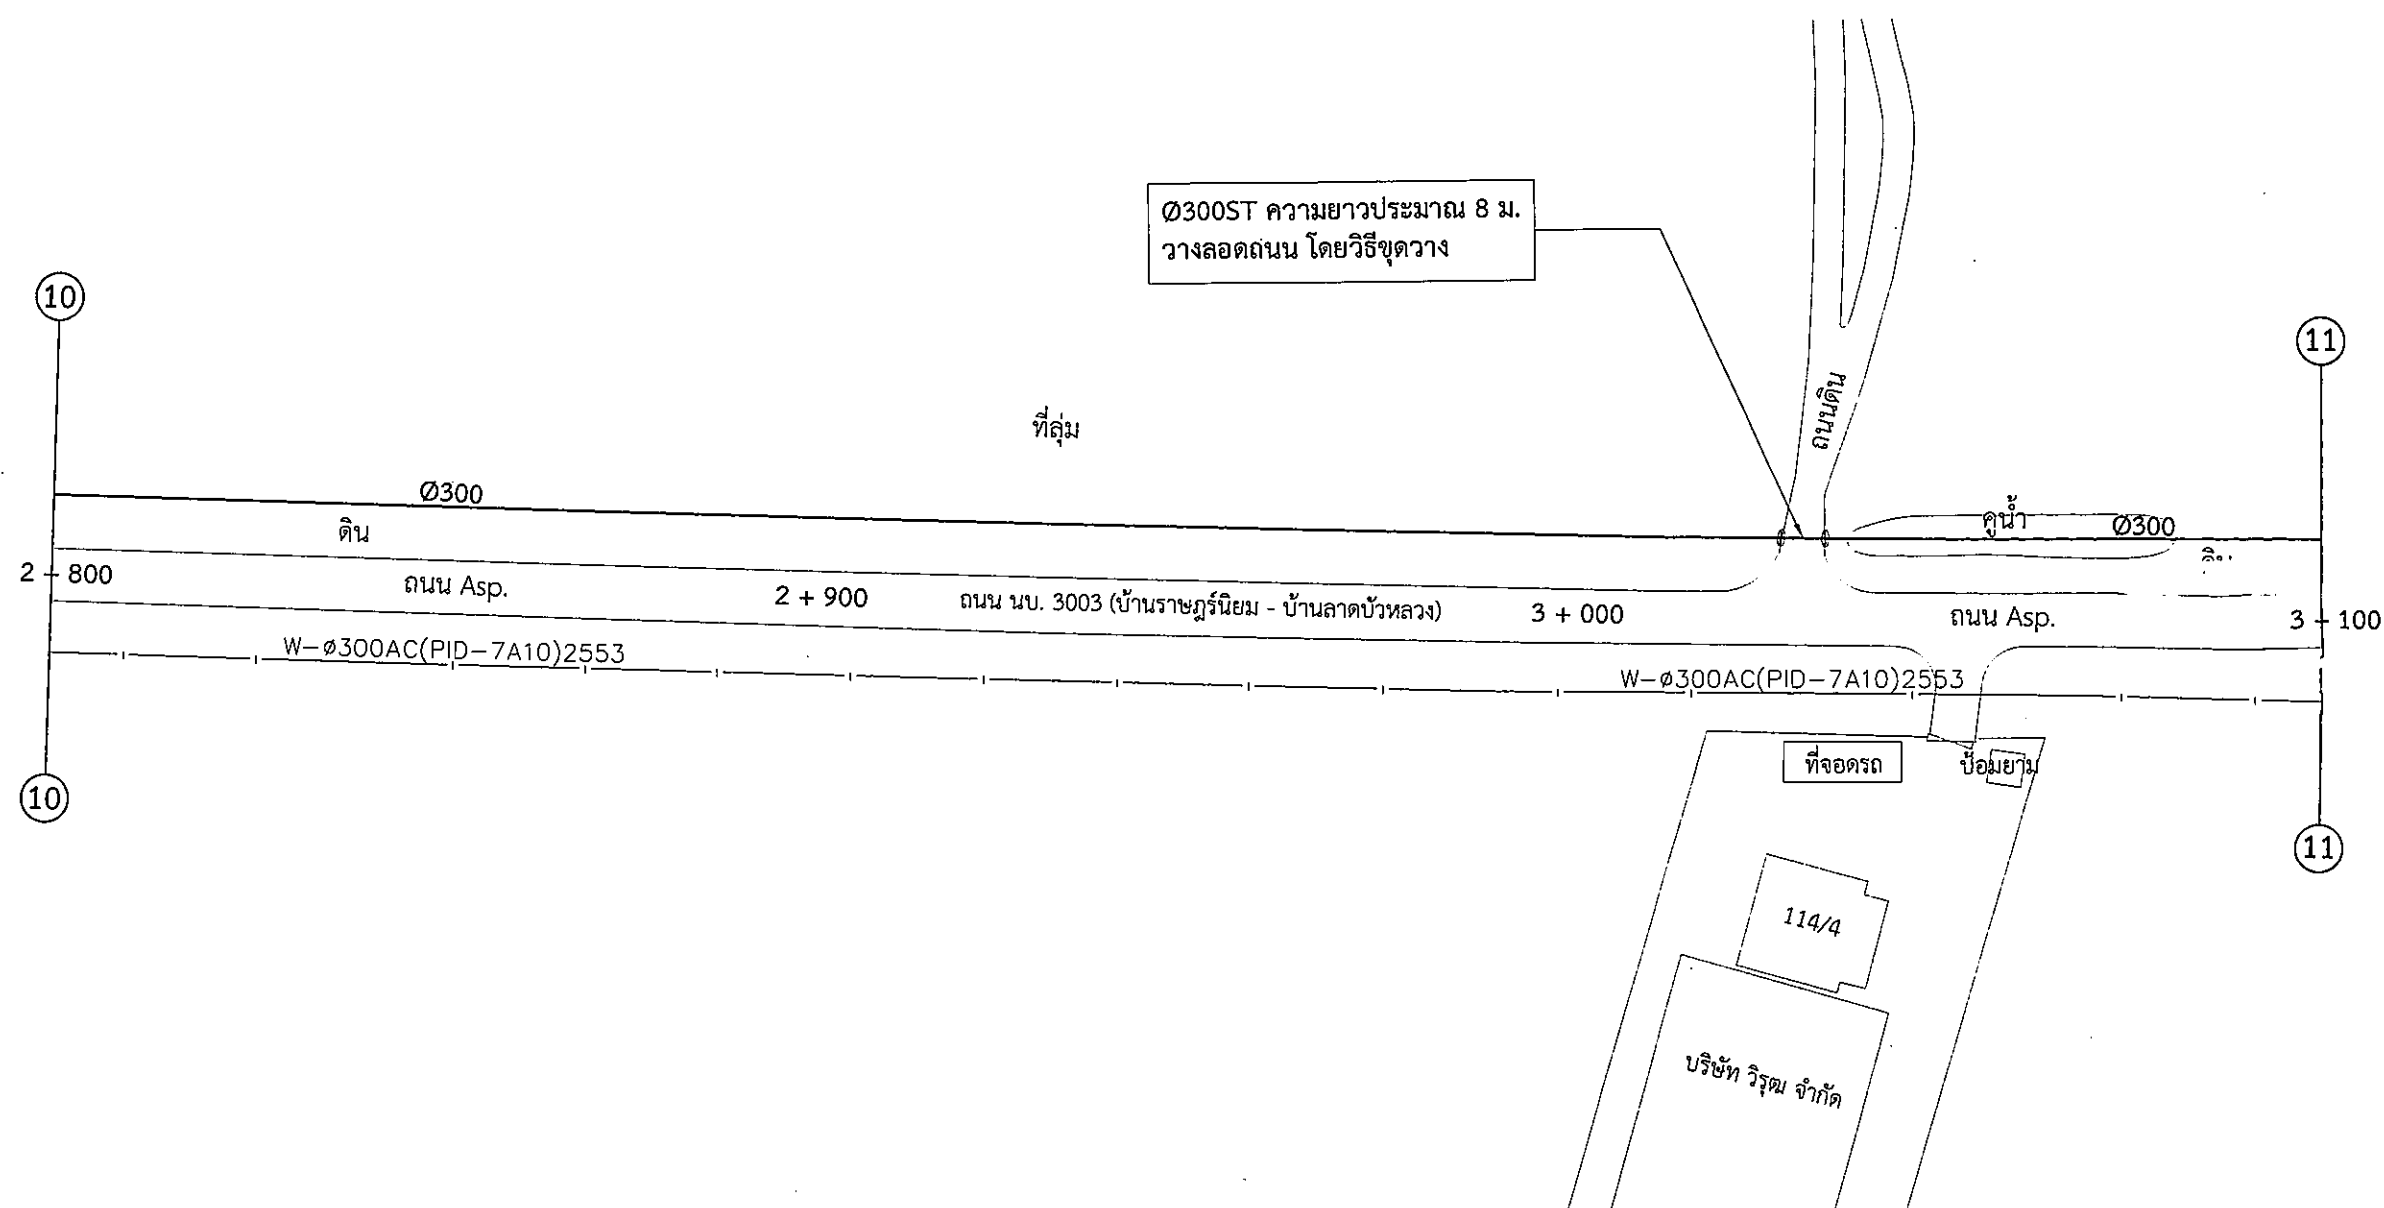 Ø300ST ความยาวประมาณ 8 ม.
วางลอดถนน โดยวิธีขุดวาง
10
11
ถนนดิน
ที่ลุ่ม
Ø300
คูน้ำ
Ø300
ดิน
2 + 800
ถนน Asp.
2 + 900
ถนน นบ. 3003 (บ้านราษฎร์นิยม - บ้านลาดบัวหลวง)
3 + 000
ถนน Asp.
3 + 100
W-ø300AC(PID-7A10)2553
W-ø300AC(PID-7A10)2553
ที่จอดรถ
ป้อมยาม
10
11
114/4
บริษัท วิรุฒ จำกัด